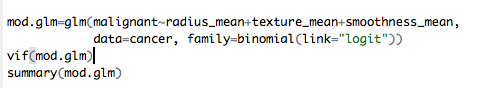 mod.glm=glm(malignant~radius_mean+texture_mean+smoothness_mean,
data=cancer, family=binomial(link="logit"))
vif(mod.glm)
summary(mod.glm)